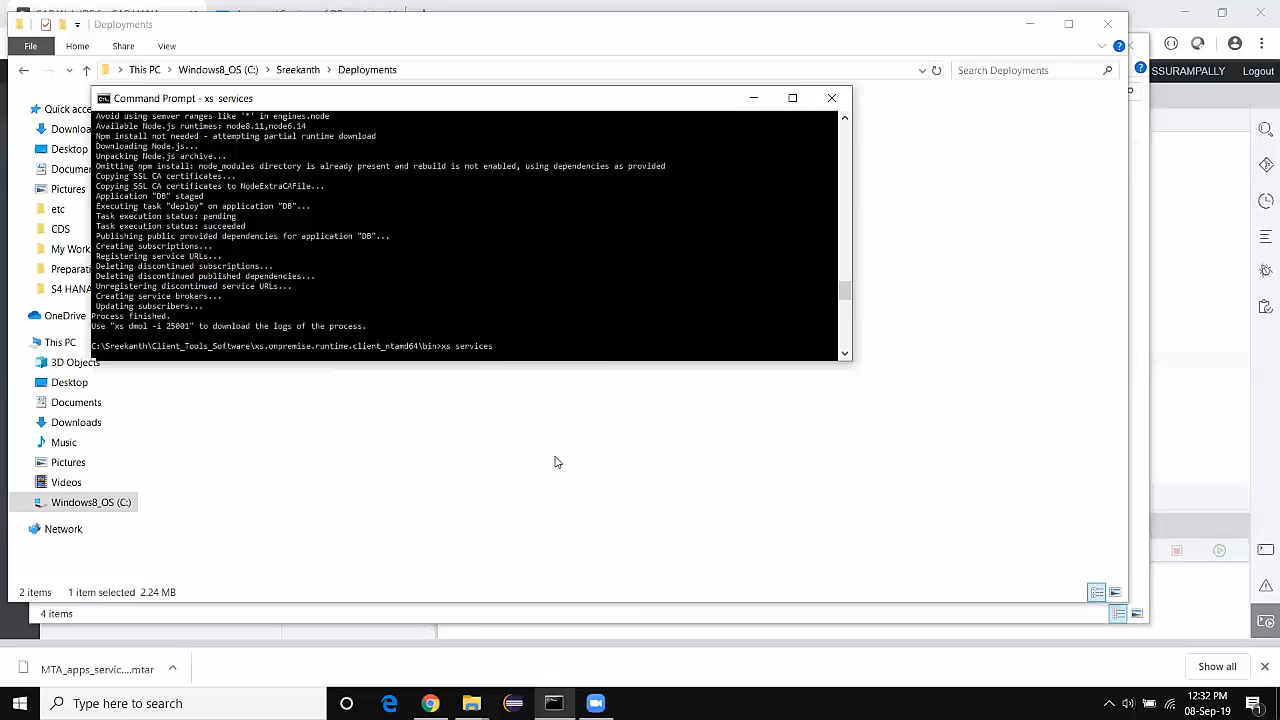 Deployments
File
Home
Share
View
This PC
Windows8_OS (C:)
Sreekanth
Deployments
Search Deployments
SSURAMPALLY
Logout
Quick acce
Downloa
Desktop
Docume
Pictures
etc
CDS
My Work
Preparati
S4 HANA
OneDrive
This PC
3D Objects
Desktop
Documents
Downloads
Music
Pictures
Videos
Windows8_OS (C:)
Network
Command Prompt - xs services
Avoid using semver ranges like '*' in engines.node
Available Node.js runtimes: node8.11,node6.14
Npm install not needed - attempting partial runtime download
Downloading Node.js...
Unpacking Node.js archive...
Omitting npm install: node_modules directory is already present and rebuild is not enabled, using dependencies as provided
Copying SSL CA certificates...
Copying SSL CA certificates to NodeExtraCAFile...
Application "DB" staged
Executing task "deploy" on application "DB"...
Task execution status: pending
Task execution status: succeeded
Publishing public provided dependencies for application "DB"...
Creating subscriptions...
Registering service URLs...
Deleting discontinued subscriptions...
Deleting discontinued published dependencies...
Unregistering discontinued service URLs...
Creating service brokers...
Updating subscribers...
Process finished.
Use "xs dmol -i 25001" to download the logs of the process.
C:\Sreekanth\Client_Tools_Software\xs.onpremise.runtime.client_ntamd64\bin>xs services
2 items 1 item selected 2.24 MB
4 items
MTA_apps_servic....mtar
Show all
Type here to search
12:32 PM
08-Sep-19